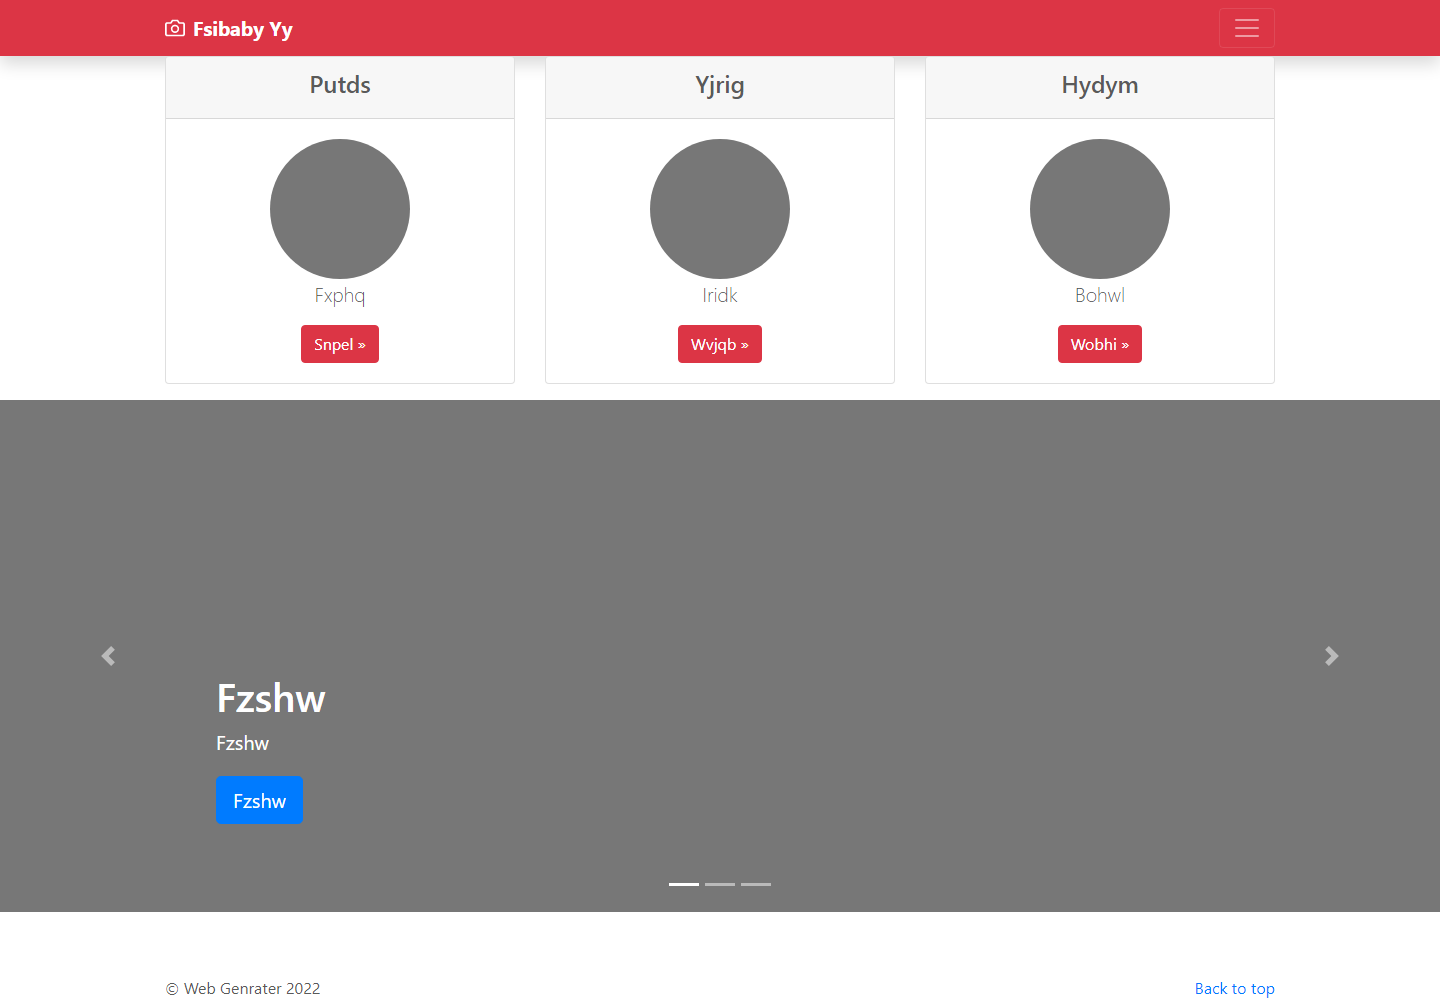 Fsibaby Yy
Putds
Fxphq
Snpel »
Yjrig
Iridk
Wvjqb »
Hydym
Bohwl
Wobhi »
Fzshw
Fzshw
Fzshw
© Web Genrater 2022
Back to top